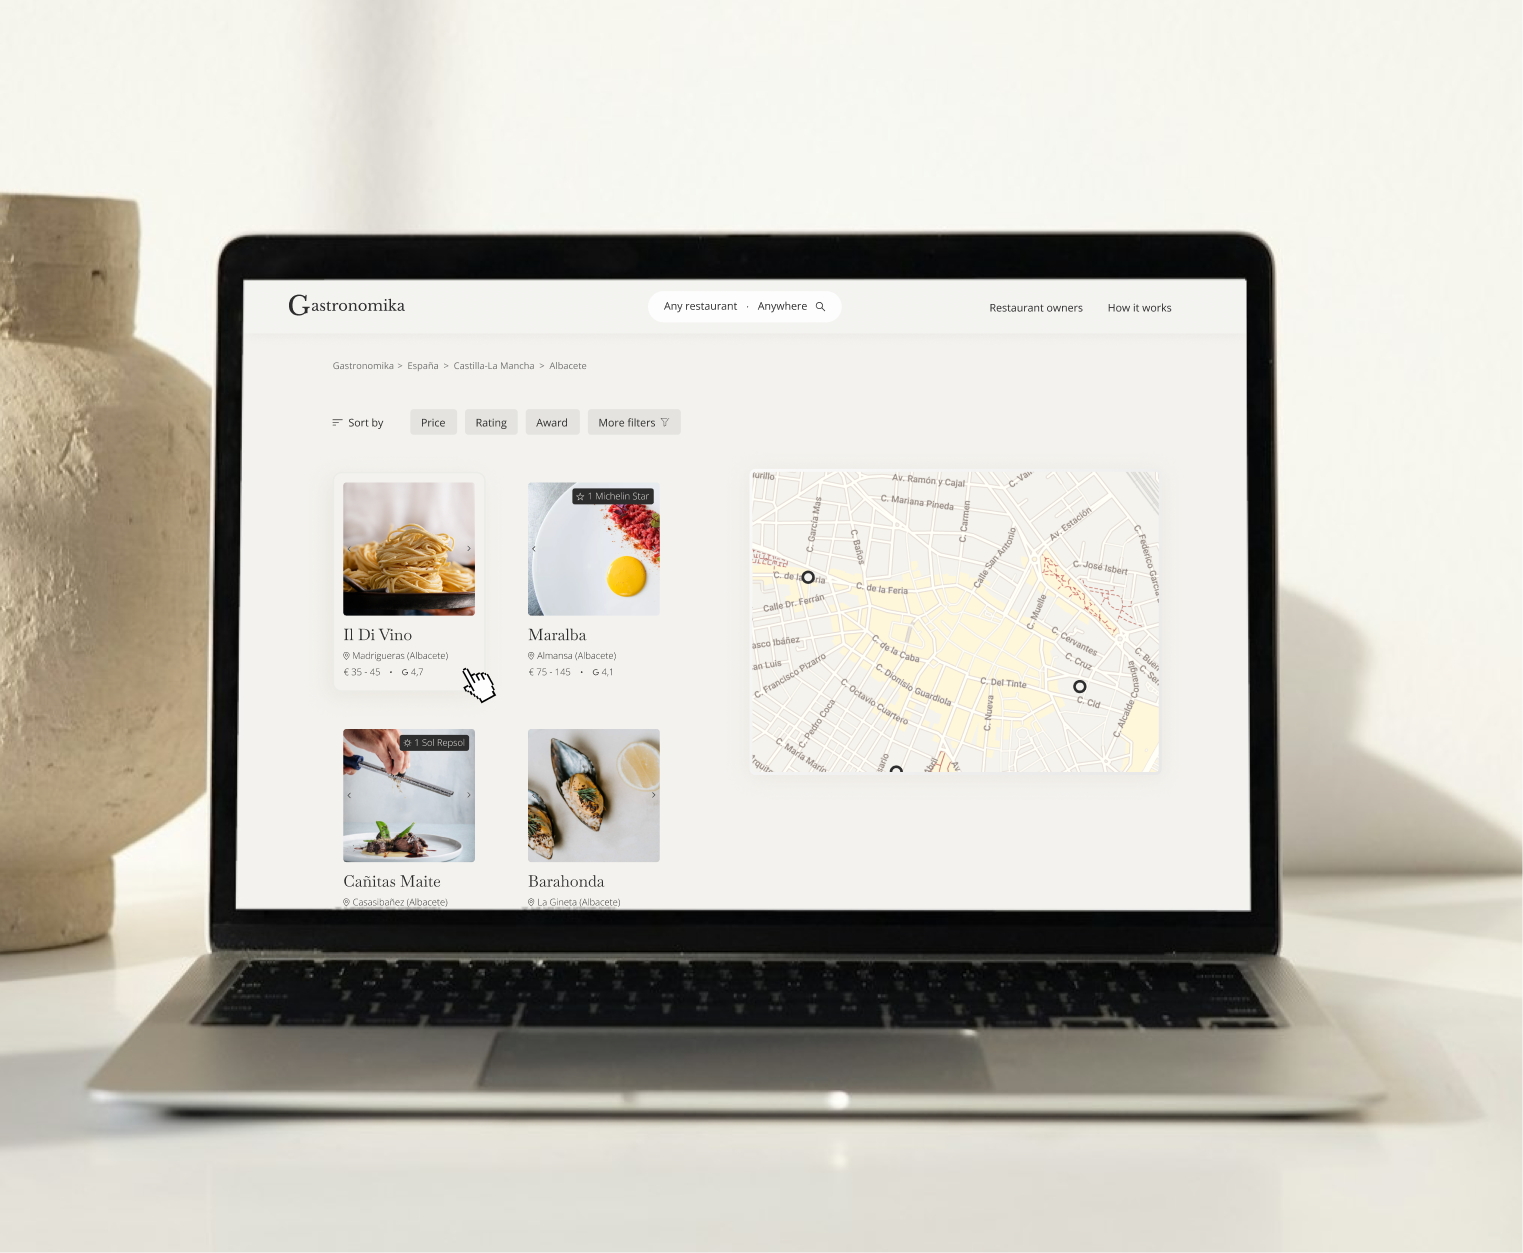 Gastronomika
Any restaurant · Anywhere
Restaurant owners
How it works
Gastronomika > España > Castilla-La Mancha > Albacete
Sort by
Price
Rating
Award
More filters
Il Di Vino
Madrigueras (Albacete)
€ 35 - 45 • G 4,7
1 Michelin Star
Maralba
Almansa (Albacete)
€ 75 - 145 • G 4,1
1 Sol Repsol
Cañitas Maite
Casasibañez (Albacete)
Barahonda
La Gineta (Albacete)
Av. Ramón y Cajal
C. Mariana Pineda
C. García Mas
C. Baños
C. Carmen
Calle San Antonio
Av. Estación
C. José Isbert
C. Federico García
C. de la Feria
Calle Dr. Ferrán
C. Muelle
C. Cervantes
C. Cruz
C. de la Caba
C. Francisco Pizarro
C. Dionisio Guardiola
C. Del Tinte
C. Octavio Cuartero
C. Nueva
C. Cid
C. Pedro Coca
C. María Marín